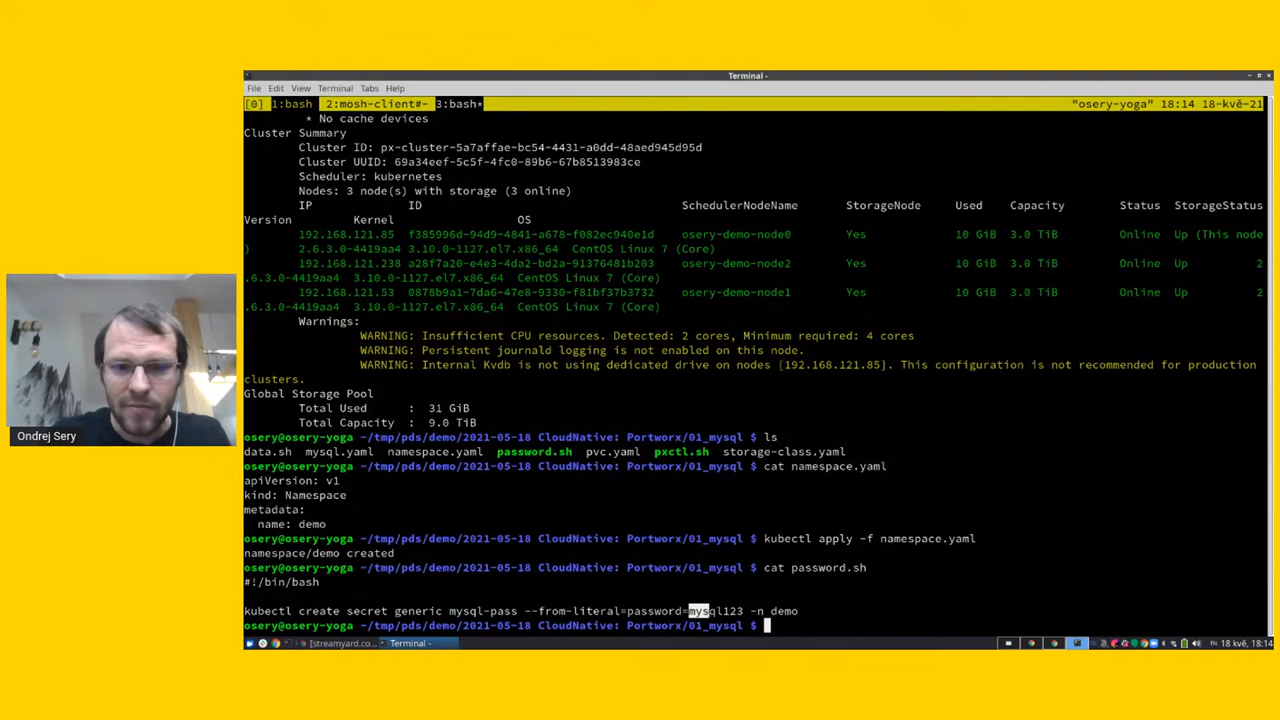 Terminal -
File Edit View Terminal Tabs Help
[0] 1:bash 2:mosh-client#- 3:bash* "osery-yoga" 18:14 18-kvě-21
* No cache devices
Cluster Summary
Cluster ID: px-cluster-5a7affae-bc54-4431-a0dd-48aed945d95d
Cluster UUID: 69a34eef-5c5f-4fc0-89b6-67b8513983ce
Scheduler: kubernetes
Nodes: 3 node(s) with storage (3 online)
IP ID SchedulerNodeName StorageNode Used Capacity Status StorageStatus
Version Kernel OS
192.168.121.85 f385996d-94d9-4841-a678-f082ec940e1d osery-demo-node0 Yes 10 GiB 3.0 TiB Online Up (This node
) 2.6.3.0-4419aa4 3.10.0-1127.el7.x86_64 CentOS Linux 7 (Core)
192.168.121.238 a28f7a20-e4e3-4da2-bd2a-91376481b203 osery-demo-node2 Yes 10 GiB 3.0 TiB Online Up 2
.6.3.0-4419aa4 3.10.0-1127.el7.x86_64 CentOS Linux 7 (Core)
192.168.121.53 0878b9a1-7da6-47e8-9330-f81bf37b3732 osery-demo-node1 Yes 10 GiB 3.0 TiB Online Up 2
.6.3.0-4419aa4 3.10.0-1127.el7.x86_64 CentOS Linux 7 (Core)
Warnings:
WARNING: Insufficient CPU resources. Detected: 2 cores, Minimum required: 4 cores
WARNING: Persistent journald logging is not enabled on this node.
WARNING: Internal Kvdb is not using dedicated drive on nodes [192.168.121.85]. This configuration is not recommended for production
clusters.
Global Storage Pool
Total Used : 31 GiB
Total Capacity : 9.0 TiB
osery@osery-yoga ~/tmp/pds/demo/2021-05-18 CloudNative: Portworx/01_mysql $ ls
data.sh mysql.yaml namespace.yaml password.sh pvc.yaml pxctl.sh storage-class.yaml
osery@osery-yoga ~/tmp/pds/demo/2021-05-18 CloudNative: Portworx/01_mysql $ cat namespace.yaml
apiVersion: v1
kind: Namespace
metadata:
name: demo
osery@osery-yoga ~/tmp/pds/demo/2021-05-18 CloudNative: Portworx/01_mysql $ kubectl apply -f namespace.yaml
namespace/demo created
osery@osery-yoga ~/tmp/pds/demo/2021-05-18 CloudNative: Portworx/01_mysql $ cat password.sh
#!/bin/bash
kubectl create secret generic mysql-pass --from-literal=password=mysql123 -n demo
osery@osery-yoga ~/tmp/pds/demo/2021-05-18 CloudNative: Portworx/01_mysql $
[streamyard.co... Terminal - EN 18 kvě, 18:14
Ondrej Sery